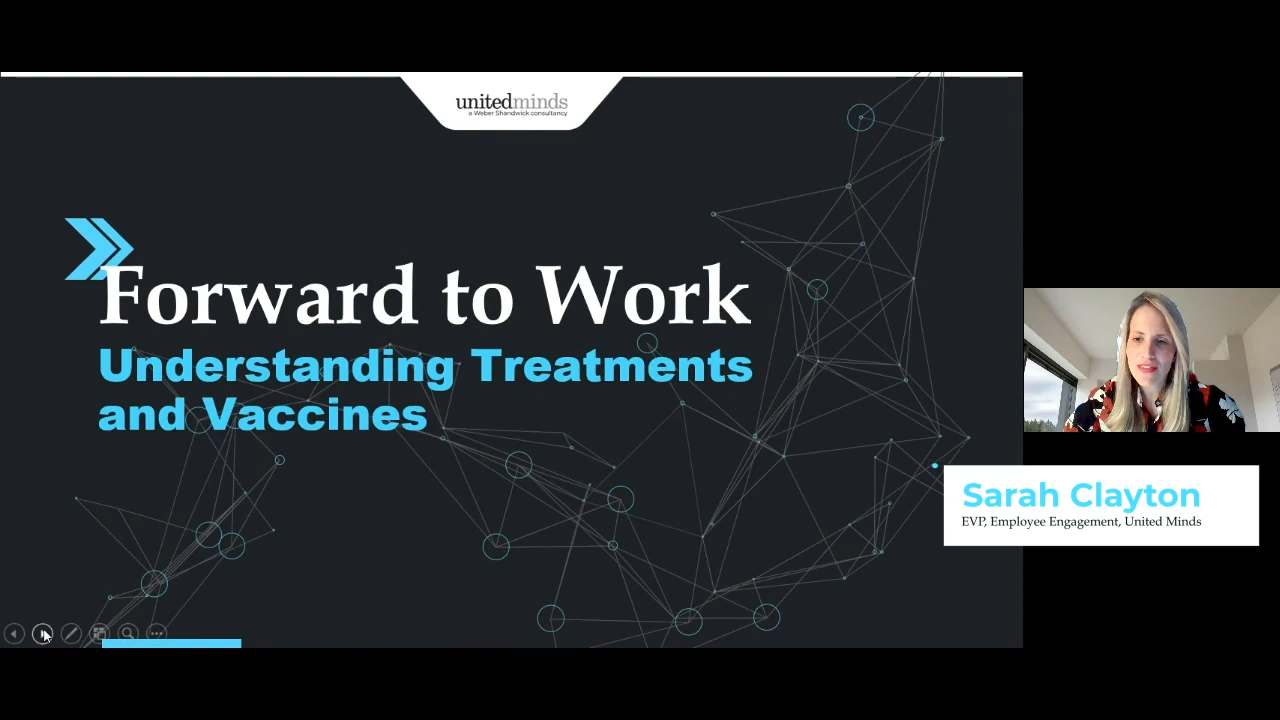 unitedminds
a Weber Shandwick consultancy
Forward to Work
Understanding Treatments
and Vaccines
Sarah Clayton
EVP, Employee Engagement, United Minds